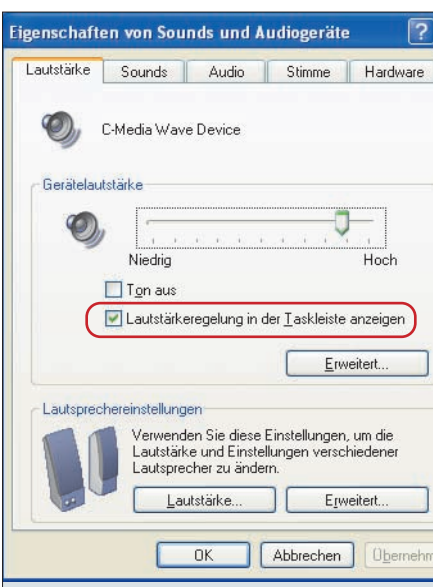 Eigenschaften von Sounds und Audiogeräte
?
Lautstärke Sounds Audio Stimme Hardware
C-Media Wave Device
Gerätelautstärke
Niedrig Hoch
Ton aus
Lautstärkeregelung in der Taskleiste anzeigen
Erweitert...
Lautsprechereinstellungen
Verwenden Sie diese Einstellungen, um die
Lautstärke und Einstellungen verschiedener
Lautsprecher zu ändern.
Lautstärke... Erweitert...
OK Abbrechen Übernehm